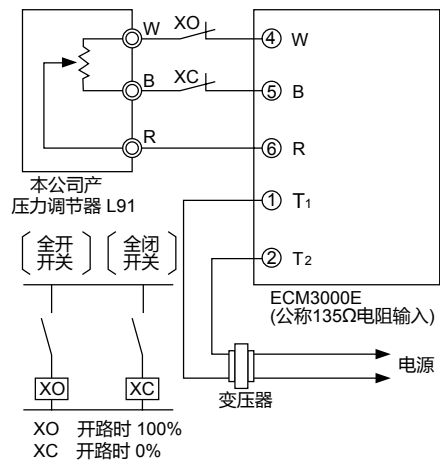 W XO ④ W
B XC ⑤ B
R ⑥ R
本公司产
压力调节器 L91
① T1
② T2
全开
开关
全闭
开关
ECM3000E
(公称135Ω电阻输入)
电源
变压器
XO XC
XO 开路时 100%
XC 开路时 0%